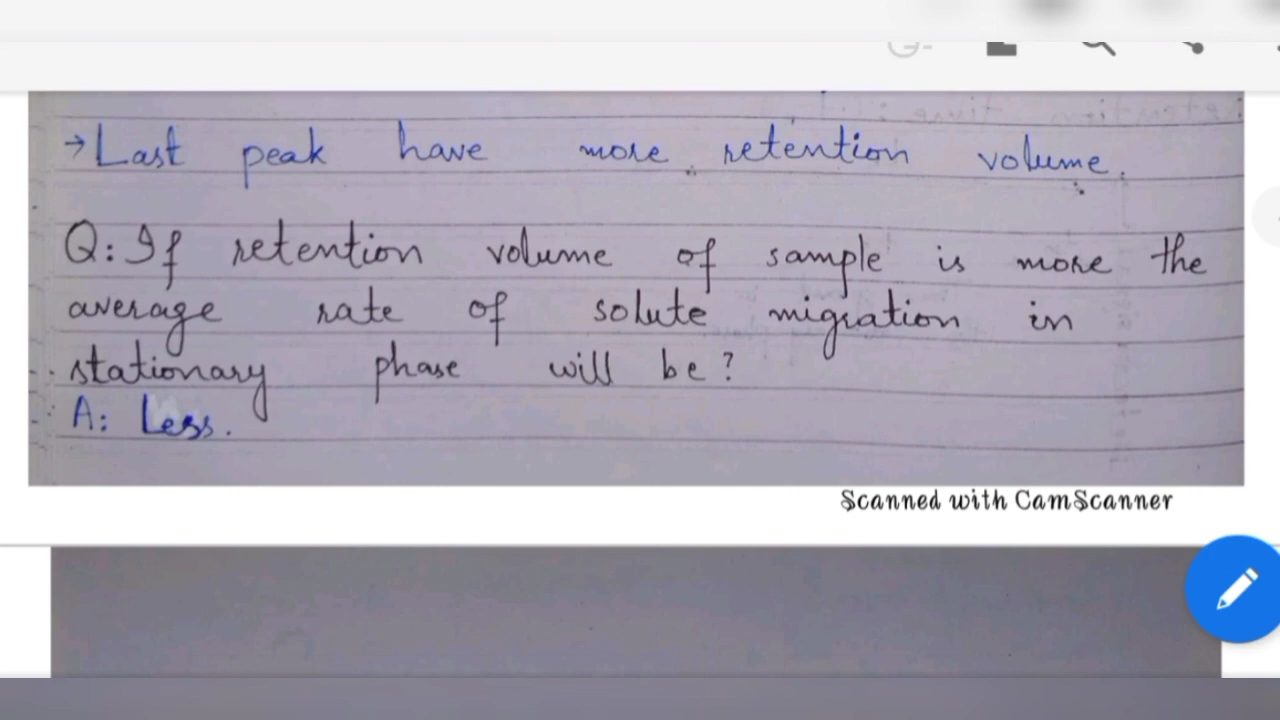 → Last peak have more retention volume.
Q: If retention volume of sample is more the
average rate of solute migration in
stationary phase will be?
A: Less.
Scanned with CamScanner